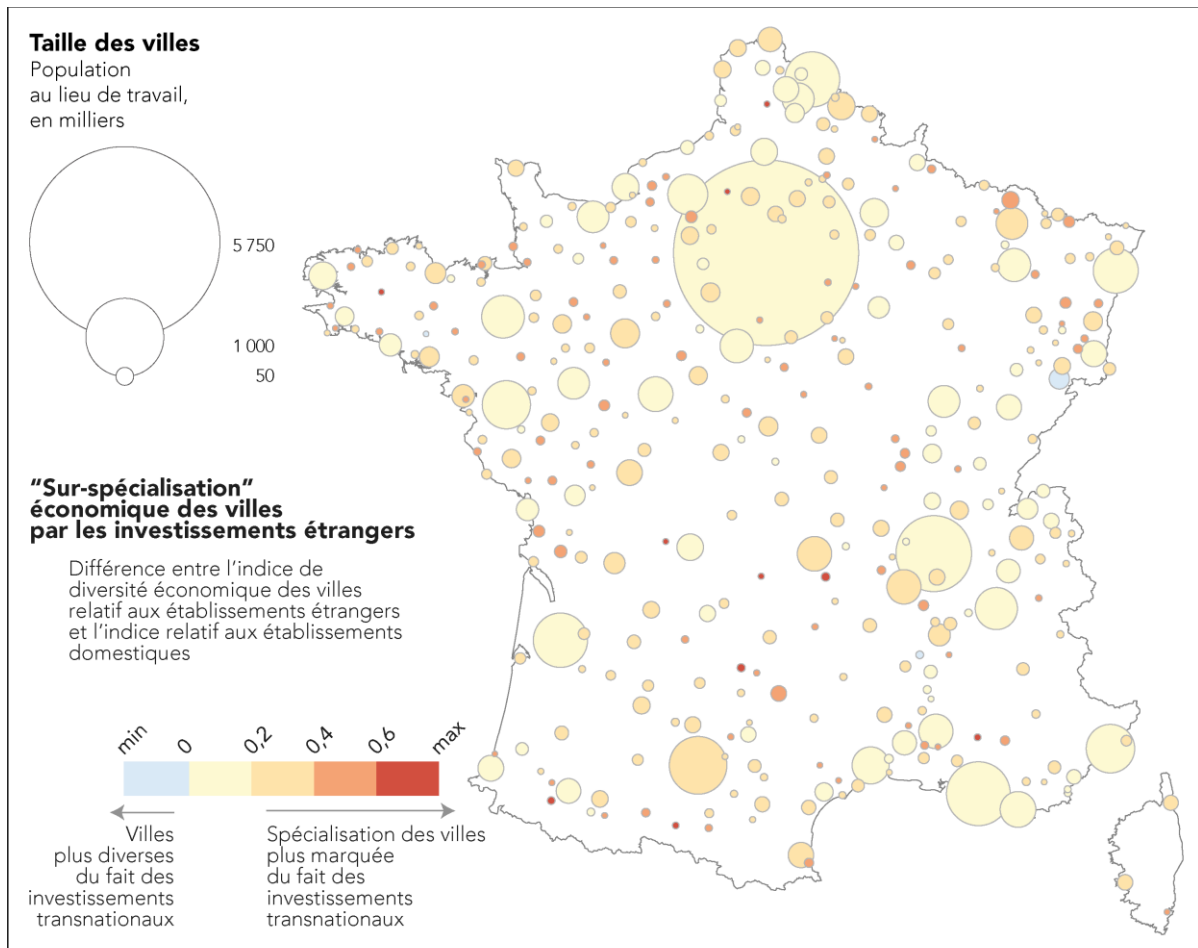 Taille des villes
Population
au lieu de travail,
en milliers
5 750
1 000
50
"Sur-spécialisation"
économique des villes
par les investissements étrangers
Différence entre l'indice de
diversité économique des villes
relatif aux établissements étrangers
et l'indice relatif aux établissements
domestiques
min
0
0,2
0,4
0,6
max
Villes
plus diverses
du fait des
investissements
transnationaux
Spécialisation des villes
plus marquée
du fait des
investissements
transnationaux